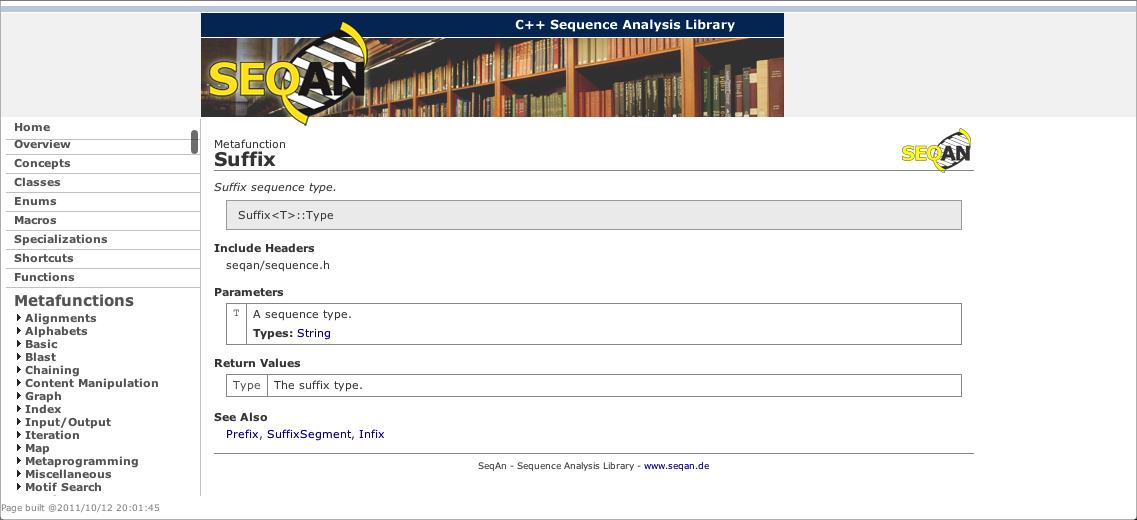 C++ Sequence Analysis Library
SEQAN
Home
Overview
Concepts
Classes
Enums
Macros
Specializations
Shortcuts
Functions
Metafunctions
Alignments
Alphabets
Basic
Blast
Chaining
Content Manipulation
Graph
Index
Input/Output
Iteration
Map
Metaprogramming
Miscellaneous
Motif Search
Page built @2011/10/12 20:01:45
Metafunction
Suffix
SEQAN
Suffix sequence type.
Suffix<T>::Type
Include Headers
seqan/sequence.h
Parameters
T A sequence type.
Types: String
Return Values
Type The suffix type.
See Also
Prefix, SuffixSegment, Infix
SeqAn - Sequence Analysis Library - www.seqan.de